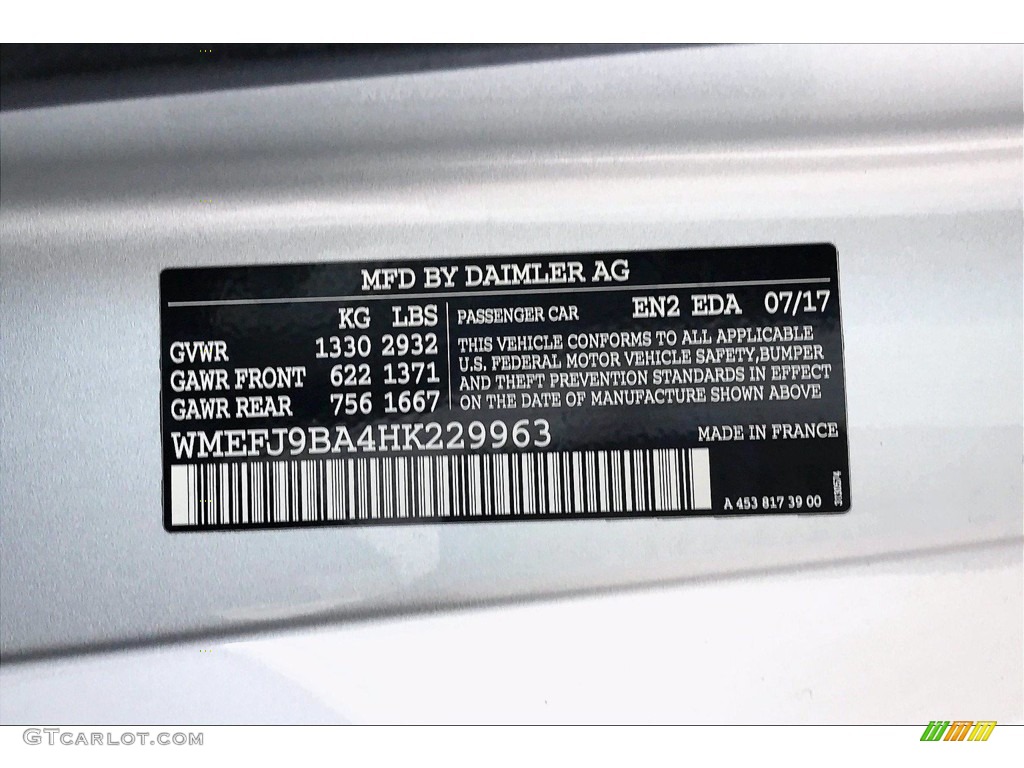 MFD BY DAIMLER AG
KG LBS
GVWR 1330 2932
GAWR FRONT 622 1371
GAWR REAR 756 1667
PASSENGER CAR EN2 EDA 07/17
THIS VEHICLE CONFORMS TO ALL APPLICABLE
U.S. FEDERAL MOTOR VEHICLE SAFETY,BUMPER
AND THEFT PREVENTION STANDARDS IN EFFECT
ON THE DATE OF MANUFACTURE SHOWN ABOVE
WMEFJ9BA4HK229963
MADE IN FRANCE
A 453 817 39 00
GTCARLOT.COM